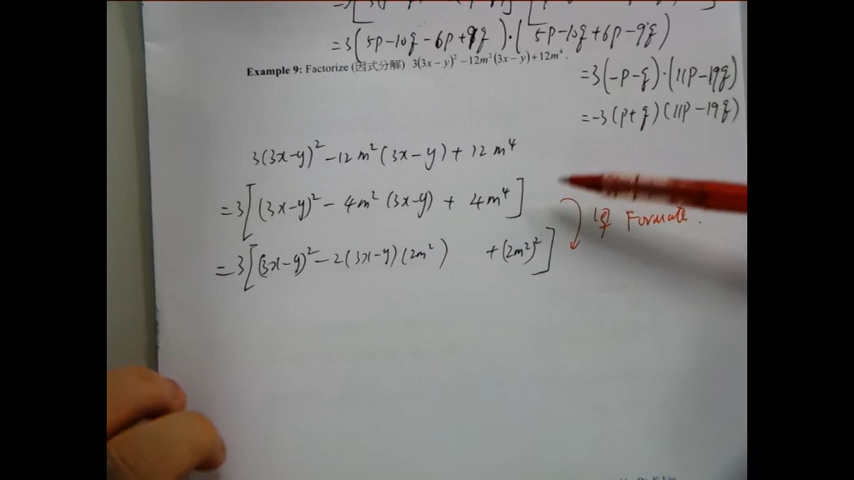 =3(5p-10q-6p+9q)·(5p-10q+6p-9q)
Example 9: Factorize (因式分解) 3(3x-y)²-12m²(3x-y)+12m⁴.
=3(-p-q)·(11p-19q)
=-3(p+q)(11p-19q)
3(3x-y)²-12m²(3x-y)+12m⁴
=3[(3x-y)²-4m²(3x-y)+4m⁴]
Formula.
=3[(3x-y)²-2(3x-y)(2m²) +(2m²)²]